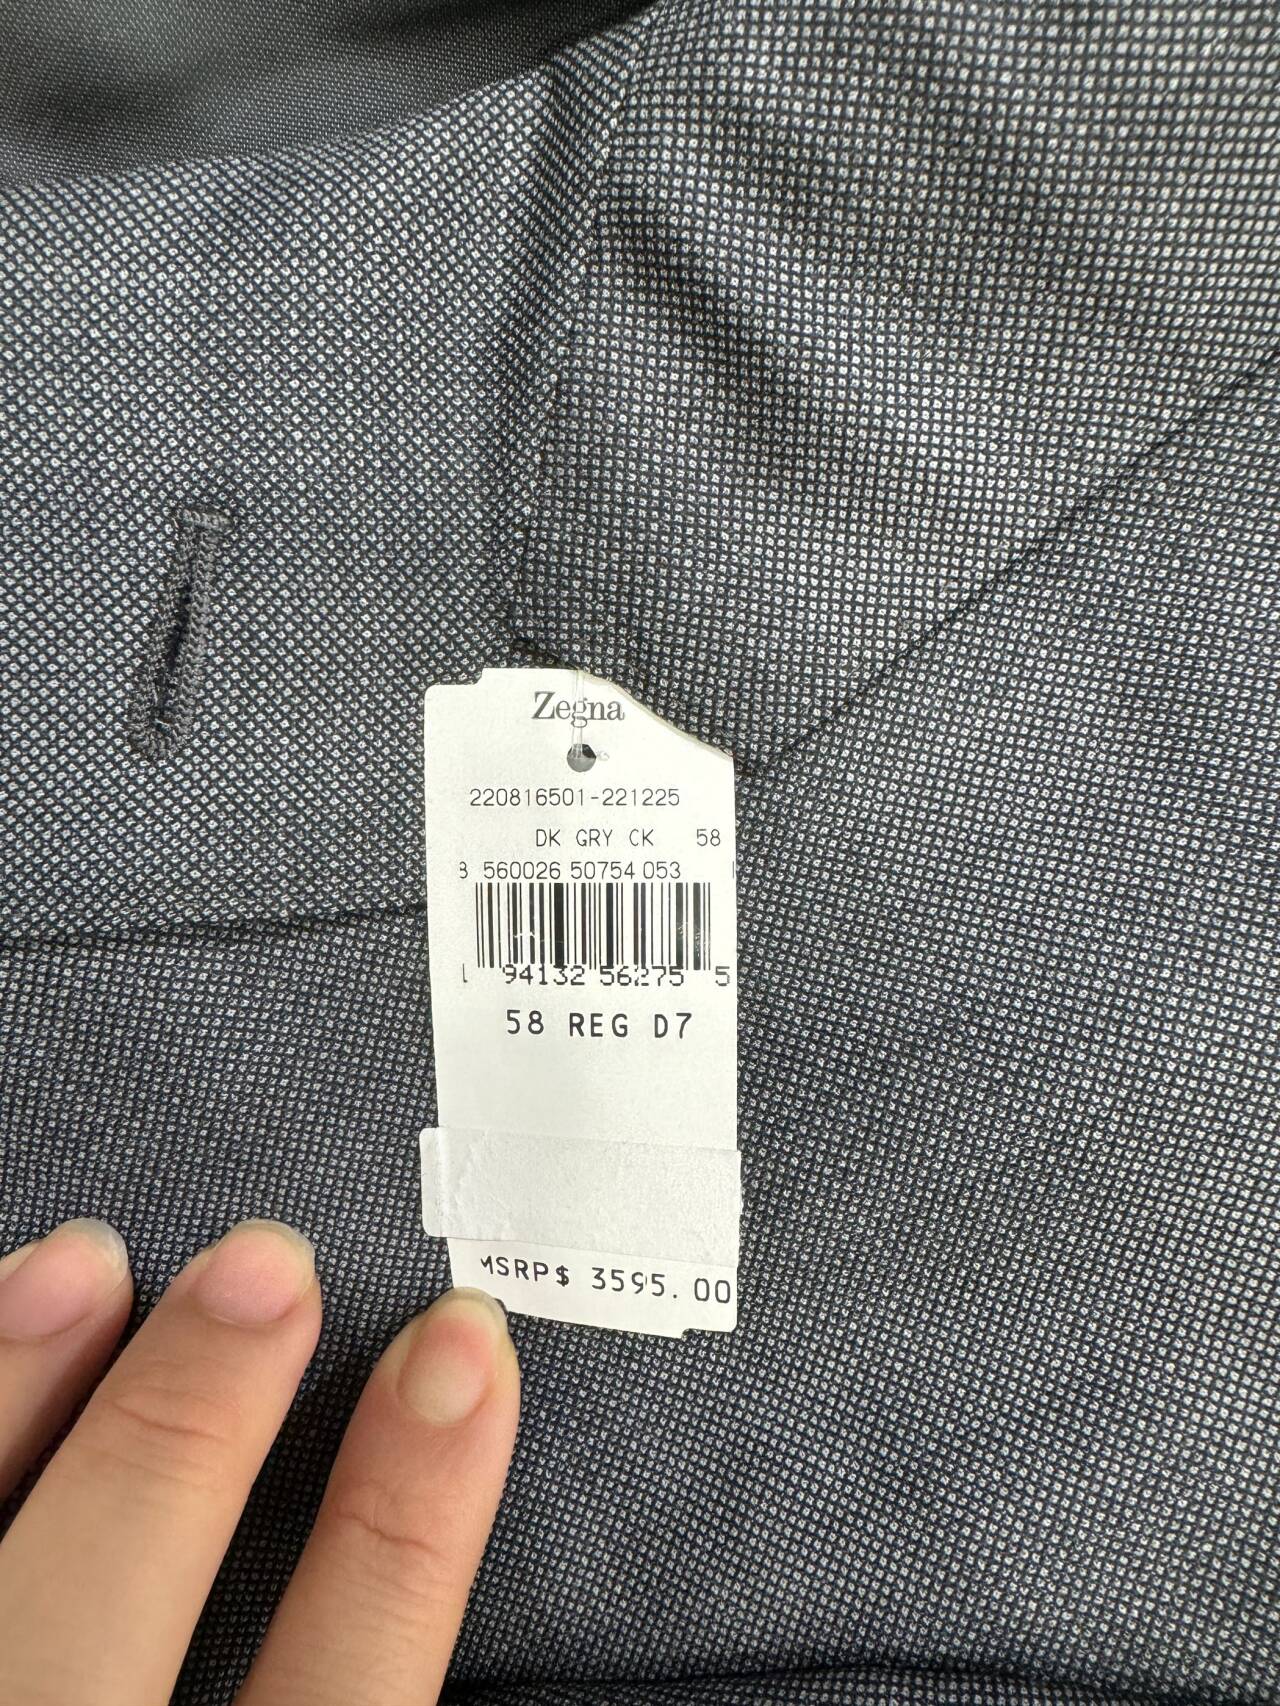 Zegna
220816501-221225
DK GRY CK 58
560026 50754 053
94132 56275 5
58 REG D7
MSRP$ 3595.00